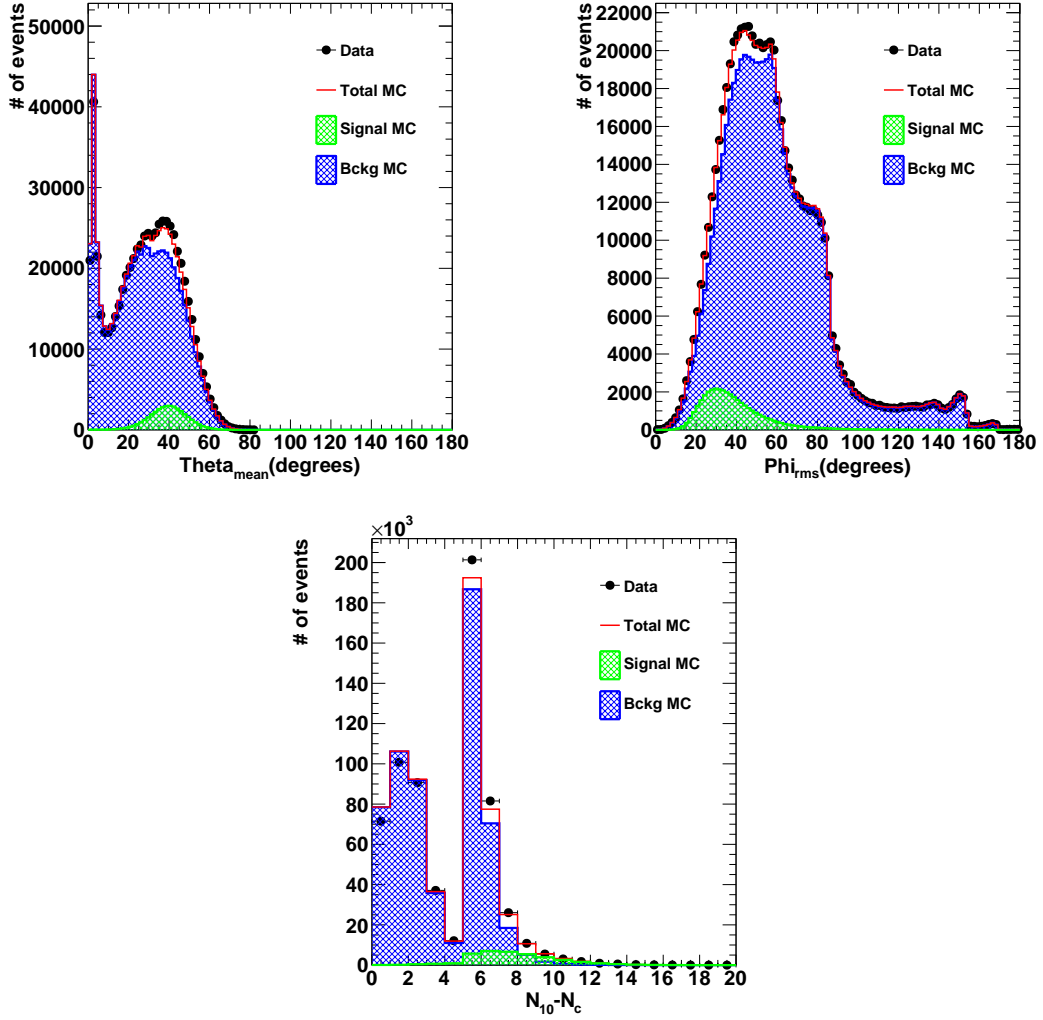 # of events
50000
40000
30000
20000
10000
0
Data
Total MC
Signal MC
Bckg MC
0 20 40 60 80 100 120 140 160 180
Theta_mean(degrees)
# of events
22000
20000
18000
16000
14000
12000
10000
8000
6000
4000
2000
0
Data
Total MC
Signal MC
Bckg MC
0 20 40 60 80 100 120 140 160 180
Phi_rms(degrees)
×10^3
# of events
200
180
160
140
120
100
80
60
40
20
0
Data
Total MC
Signal MC
Bckg MC
0 2 4 6 8 10 12 14 16 18 20
N_10-N_c